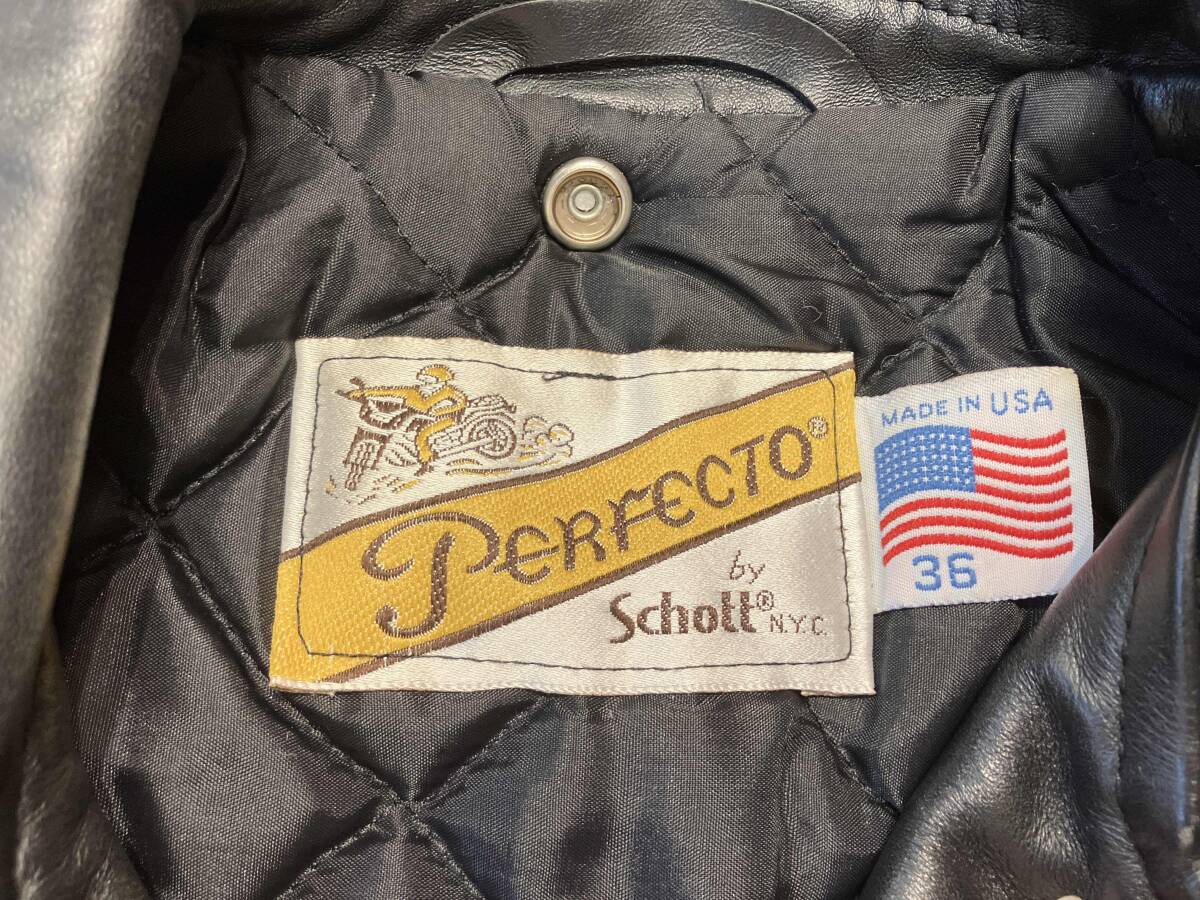 PERFECTO®
by
Schott® N.Y.C.
MADE IN USA
36